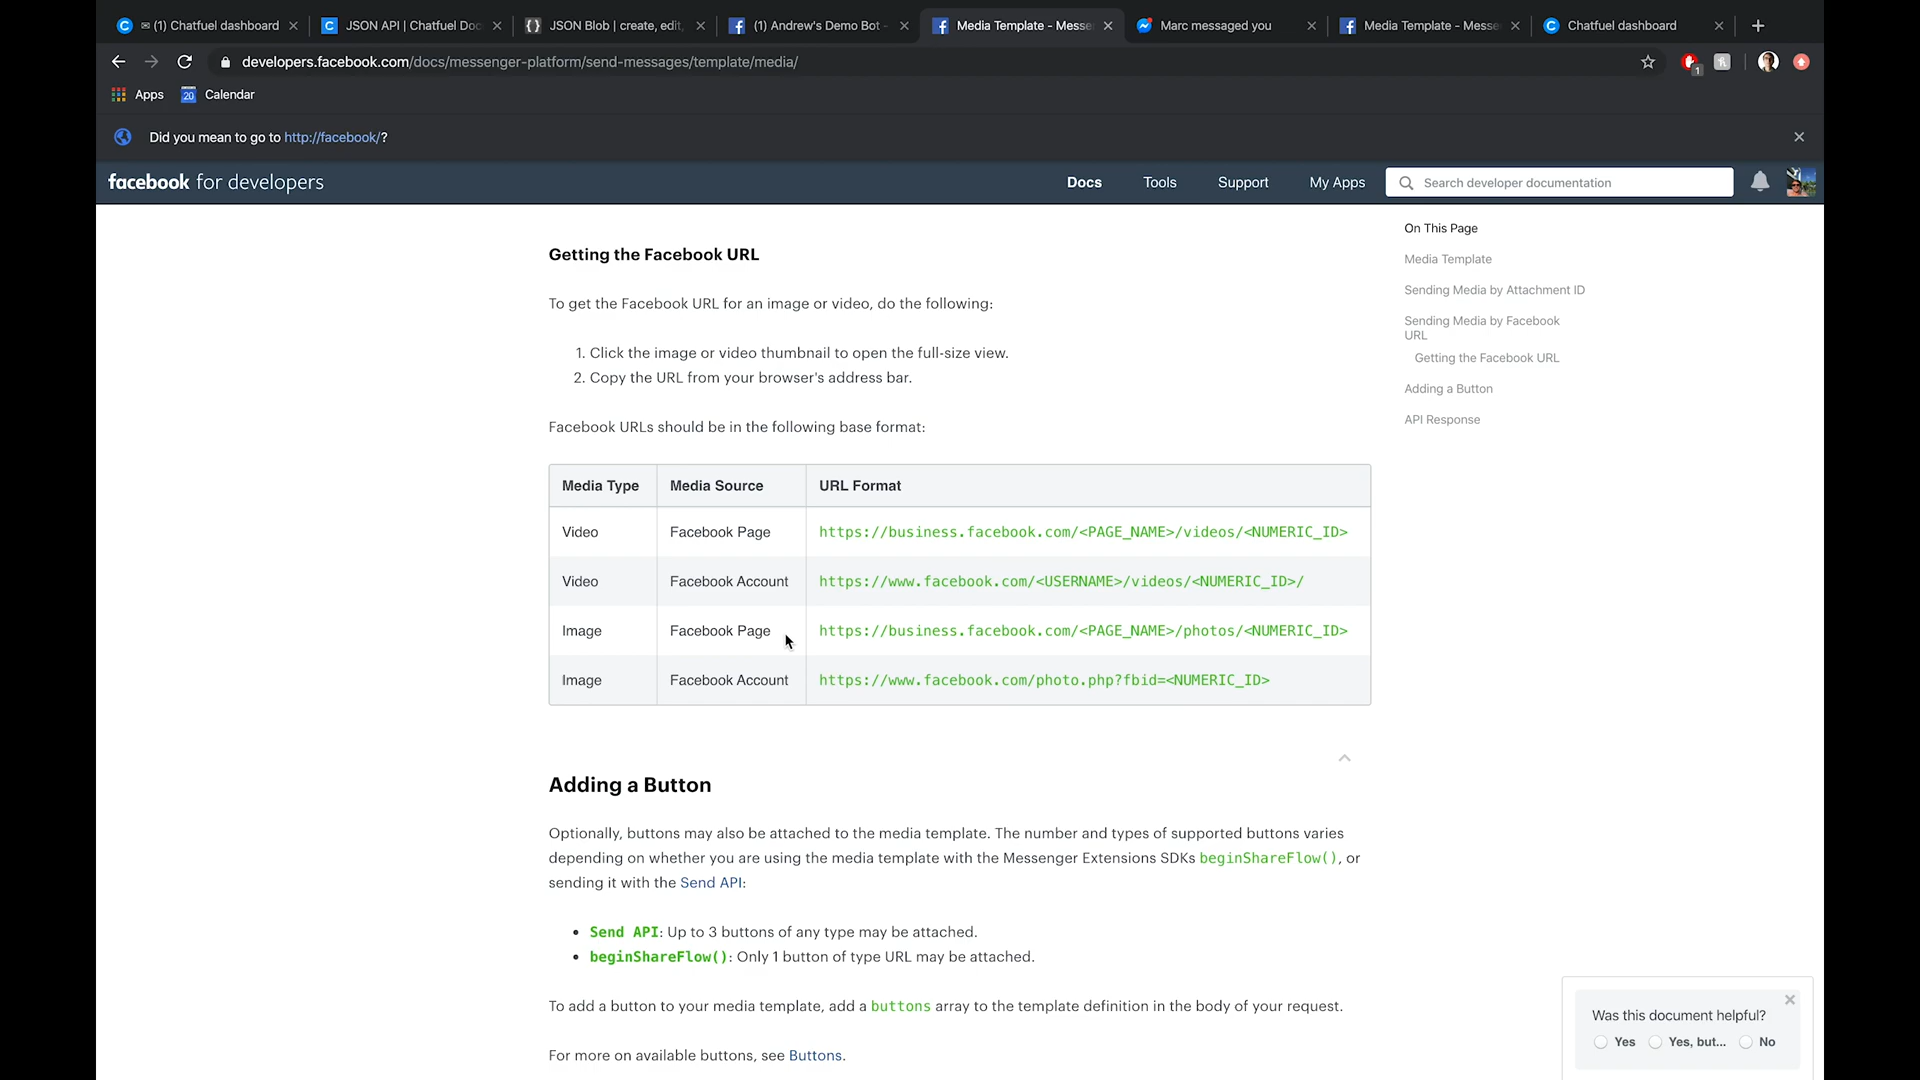 ✉ (1) Chatfuel dashboard
JSON API | Chatfuel Doc
JSON Blob | create, edit,
(1) Andrew's Demo Bot -
Media Template - Messe
Marc messaged you
Media Template - Messe
Chatfuel dashboard
developers.facebook.com/docs/messenger-platform/send-messages/template/media/
1
Apps
20
Calendar
Did you mean to go to http://facebook/?
facebook for developers
Docs
Tools
Support
My Apps
Search developer documentation
Getting the Facebook URL
To get the Facebook URL for an image or video, do the following:
1. Click the image or video thumbnail to open the full-size view.
2. Copy the URL from your browser's address bar.
Facebook URLs should be in the following base format:
Media Type Media Source URL Format
Video Facebook Page https://business.facebook.com/<PAGE_NAME>/videos/<NUMERIC_ID>
Video Facebook Account https://www.facebook.com/<USERNAME>/videos/<NUMERIC_ID>/
Image Facebook Page https://business.facebook.com/<PAGE_NAME>/photos/<NUMERIC_ID>
Image Facebook Account https://www.facebook.com/photo.php?fbid=<NUMERIC_ID>
Adding a Button
Optionally, buttons may also be attached to the media template. The number and types of supported buttons varies
depending on whether you are using the media template with the Messenger Extensions SDKs beginShareFlow(), or
sending it with the Send API:
• Send API: Up to 3 buttons of any type may be attached.
• beginShareFlow(): Only 1 button of type URL may be attached.
To add a button to your media template, add a buttons array to the template definition in the body of your request.
For more on available buttons, see Buttons.
On This Page
Media Template
Sending Media by Attachment ID
Sending Media by Facebook
URL
Getting the Facebook URL
Adding a Button
API Response
Was this document helpful?
Yes
Yes, but...
No